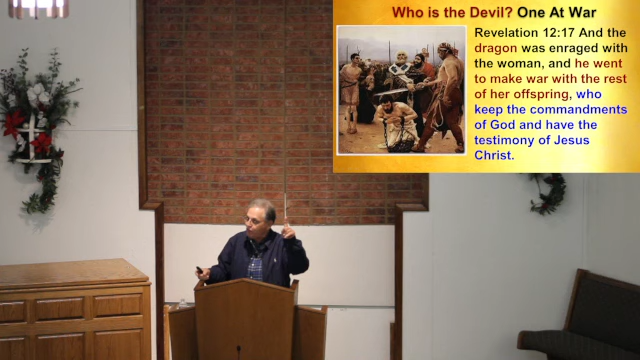 Who is the Devil? One At War
Revelation 12:17 And the
dragon was enraged with
the woman, and he went
to make war with the rest
of her offspring, who
keep the commandments
of God and have the
testimony of Jesus
Christ.